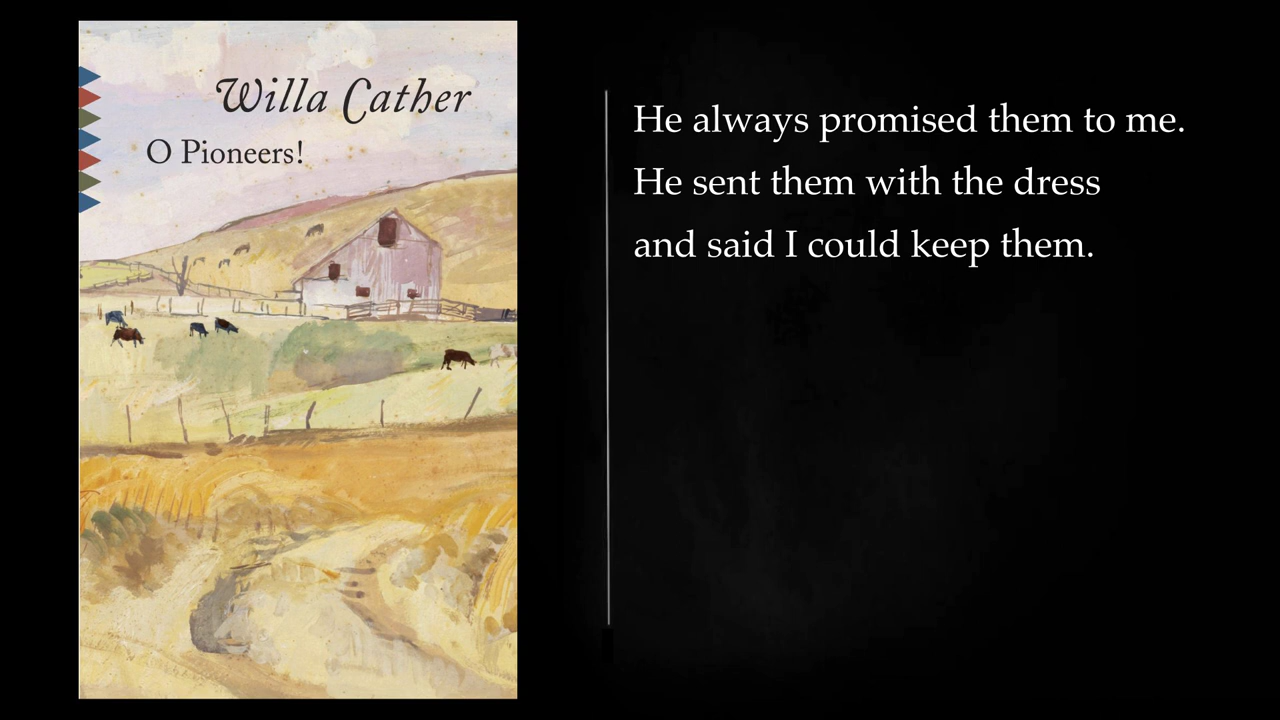 Willa Cather
O Pioneers!
He always promised them to me.
He sent them with the dress
and said I could keep them.